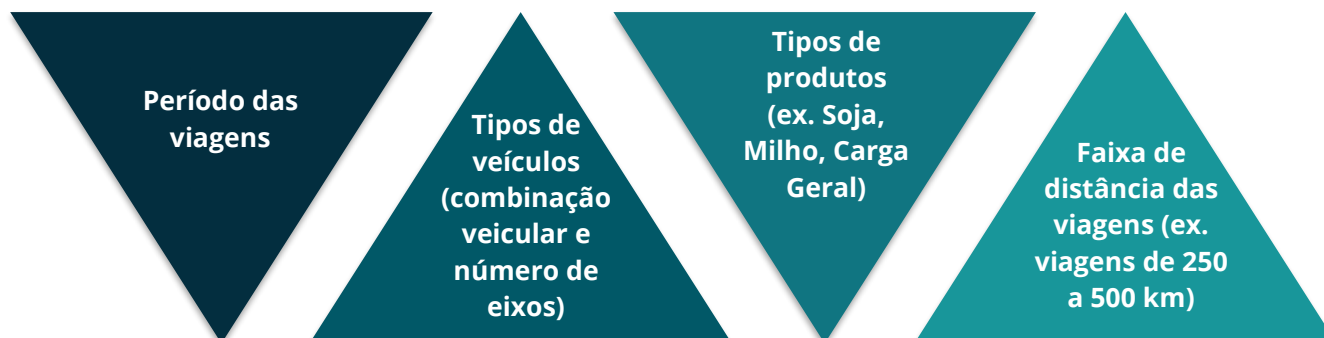 Período das
viagens
Tipos de
veículos
(combinação
veicular e
número de
eixos)
Tipos de
produtos
(ex. Soja,
Milho, Carga
Geral)
Faixa de
distância das
viagens (ex.
viagens de 250
a 500 km)